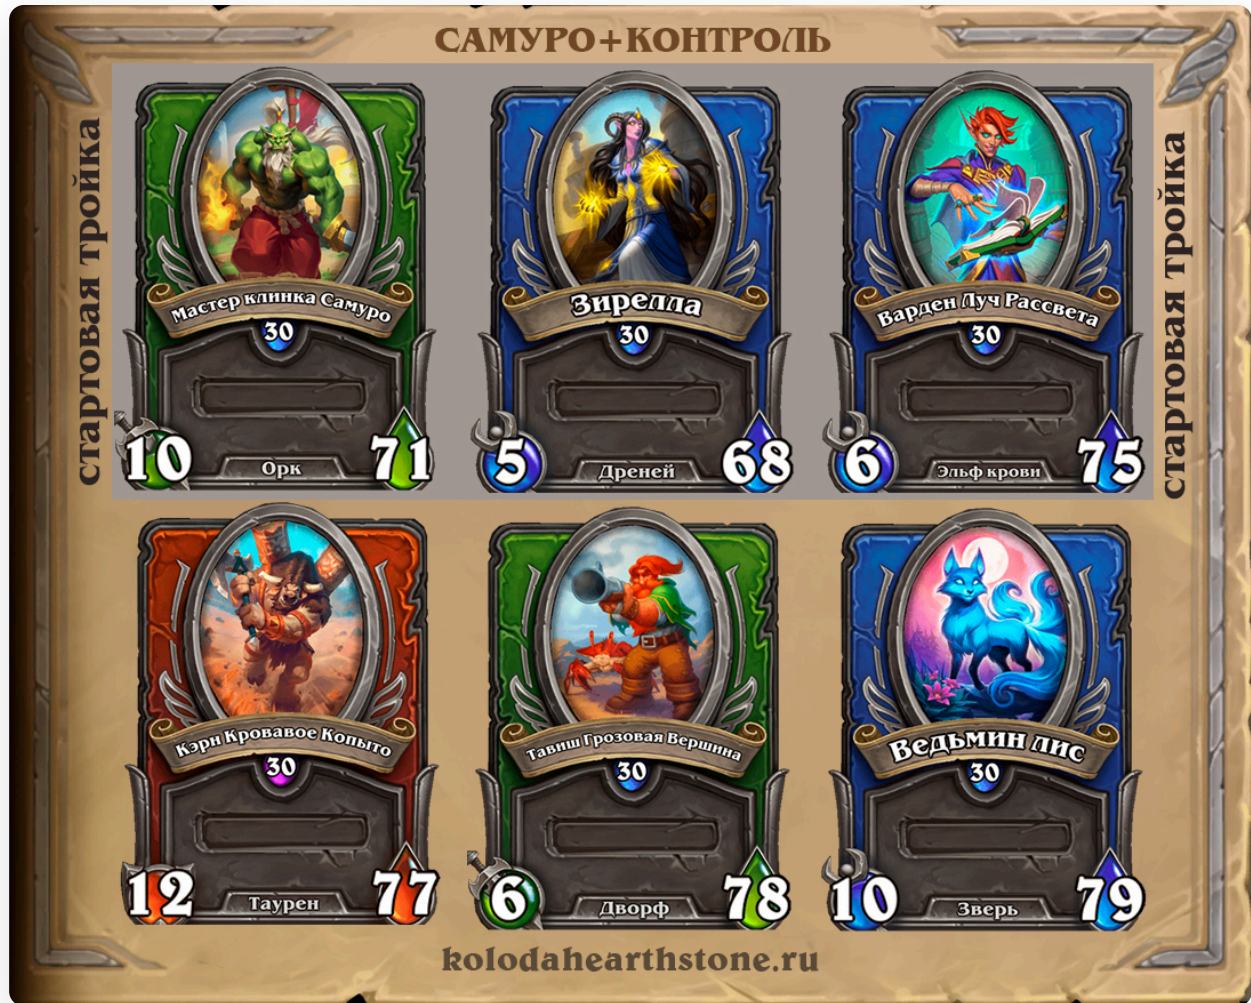 САМУРО+КОНТРОЛЬ
стартовая тройка
стартовая тройка
Мастер клинка Самуро
30
10
Орк
71
Зирелла
30
5
Дреней
68
Варден Луч Рассвета
30
6
Эльф крови
75
Кэрн Кровавое Копыто
30
12
Таурен
77
Тавиш Грозовая Вершина
30
6
Дворф
78
Ведьмин лис
30
10
Зверь
79
kolodahearthstone.ru